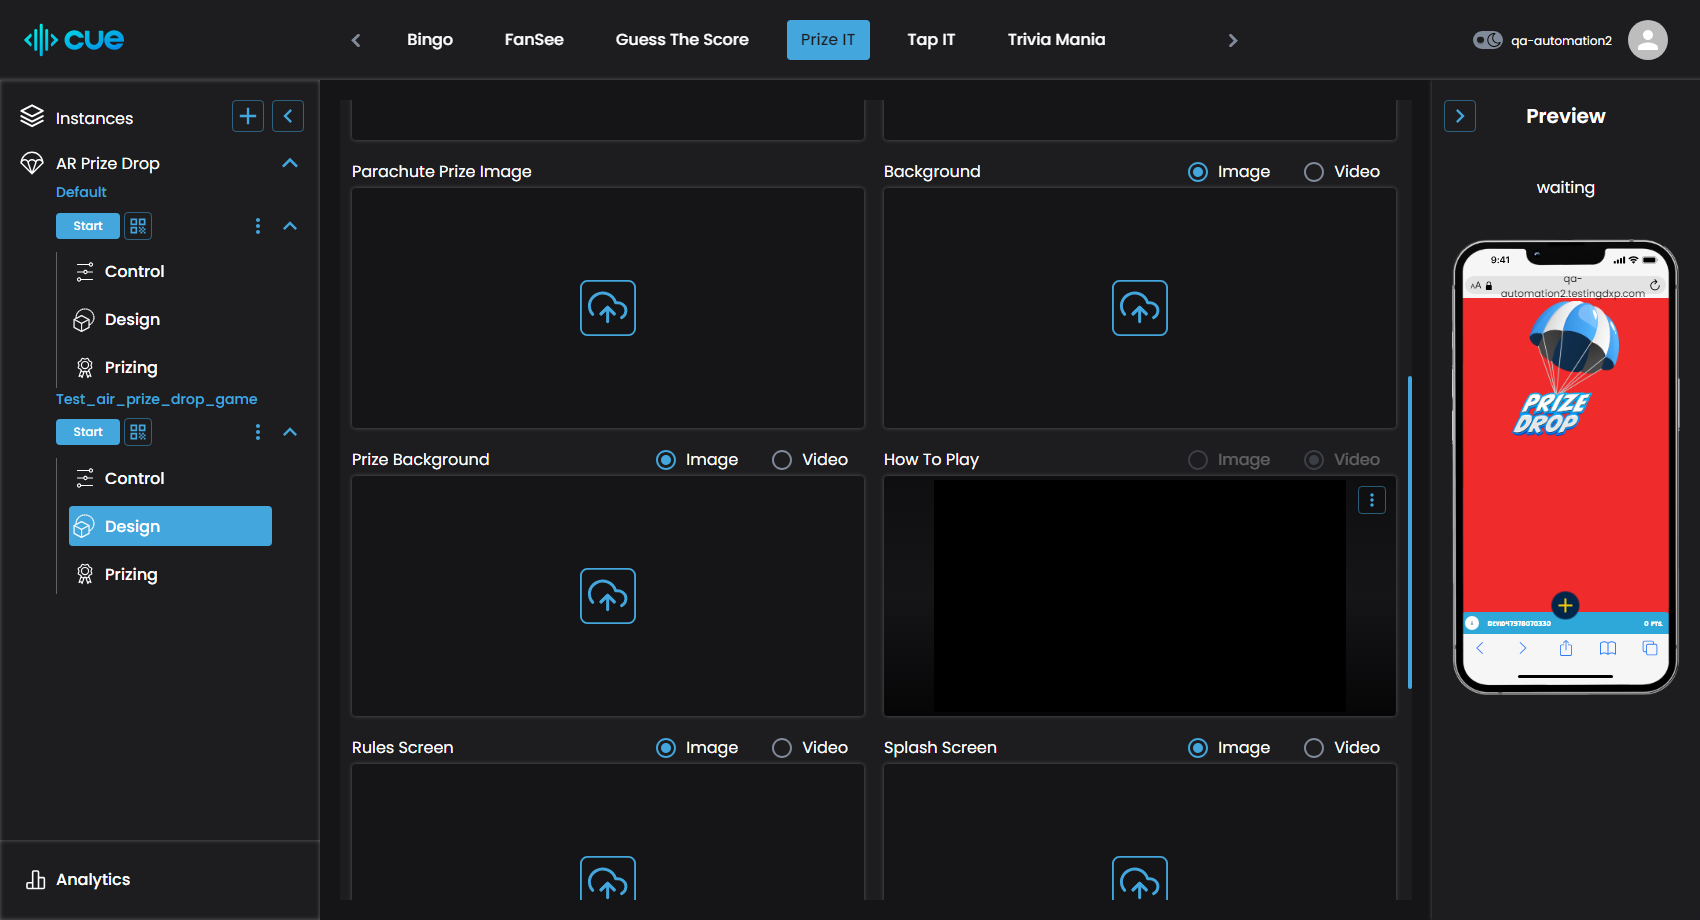 cue
Bingo
FanSee
Guess The Score
Prize IT
Tap IT
Trivia Mania
qa-automation2
Instances
AR Prize Drop
Default
Start
Control
Design
Prizing
Test_air_prize_drop_game
Start
Control
Design
Prizing
Analytics
Parachute Prize Image
Background
Image
Video
Prize Background
Image
Video
How To Play
Image
Video
Rules Screen
Image
Video
Splash Screen
Image
Video
Preview
waiting
9:41
AA
qa-
automation2.testingdxp.com
PRIZE
DROP
DEVID47978070330
0 PTS.